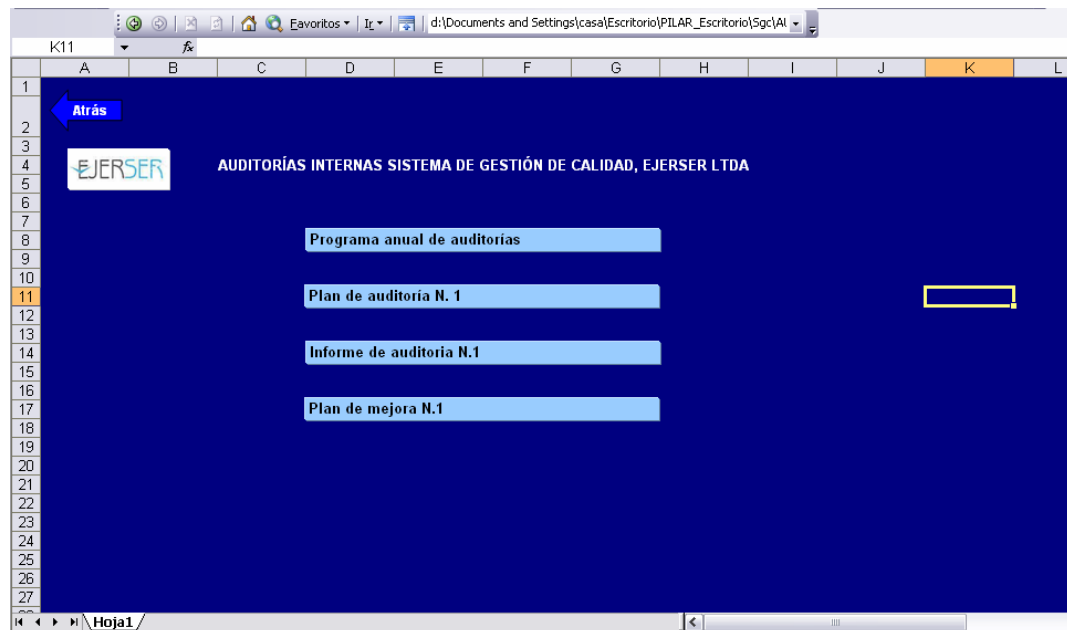 Favoritos Ir d:\Documents and Settings\casa\Escritorio\PILAR_Escritorio\Sgc\AU
K11 fx
A B C D E F G H I J K L
1
Atrás
2
3
EJERSER
4 AUDITORÍAS INTERNAS SISTEMA DE GESTIÓN DE CALIDAD, EJERSER LTDA
5
6
7
8 Programa anual de auditorías
9
10
11 Plan de auditoría N. 1
12
13
14 Informe de auditoria N.1
15
16
17 Plan de mejora N.1
18
19
20
21
22
23
24
25
26
27
Hoja1